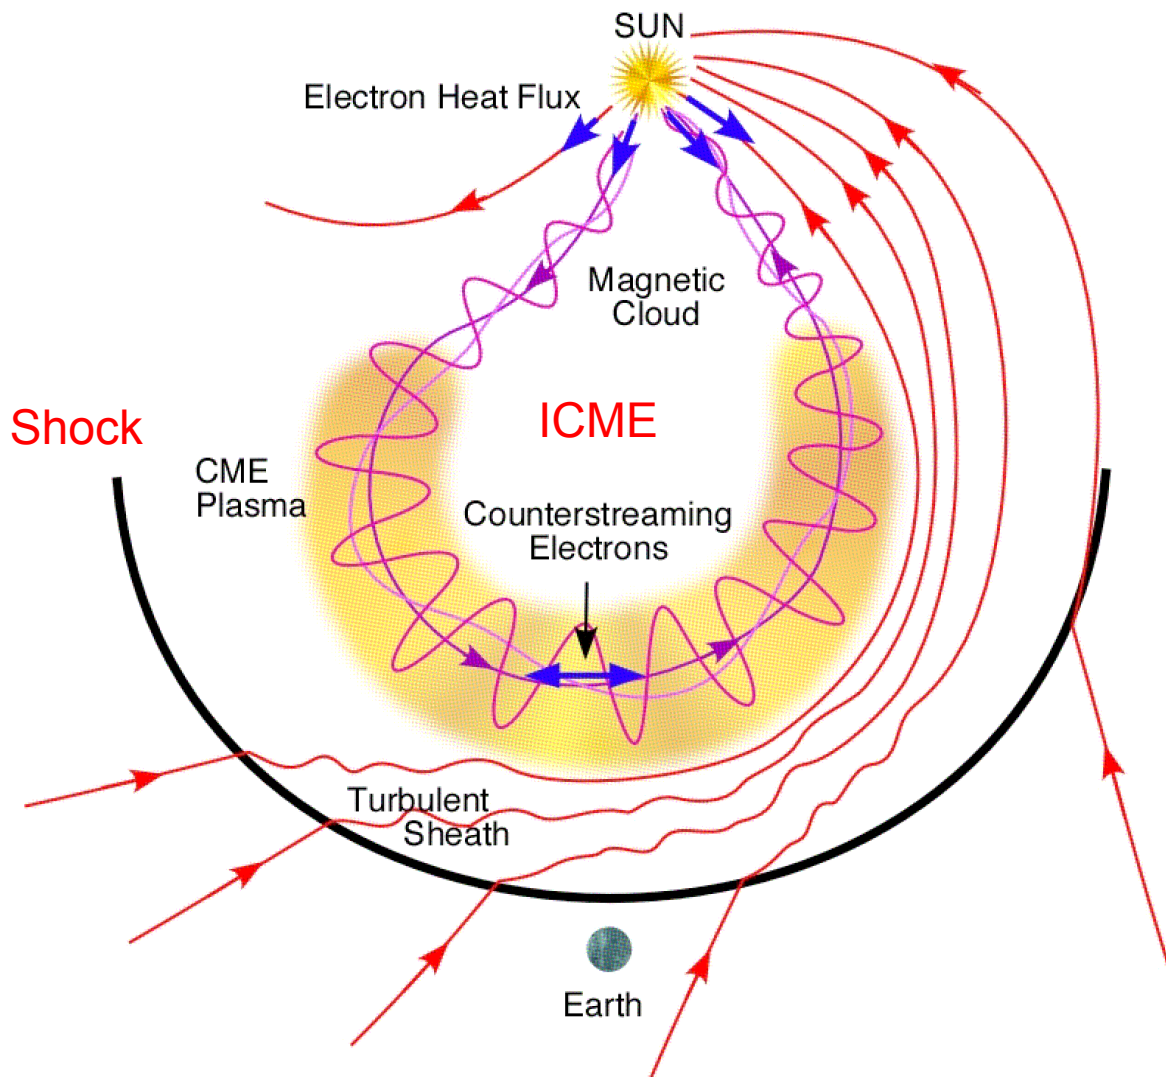 SUN
Electron Heat Flux
Magnetic
Cloud
Shock
ICME
CME
Plasma
Counterstreaming
Electrons
Turbulent
Sheath
Earth